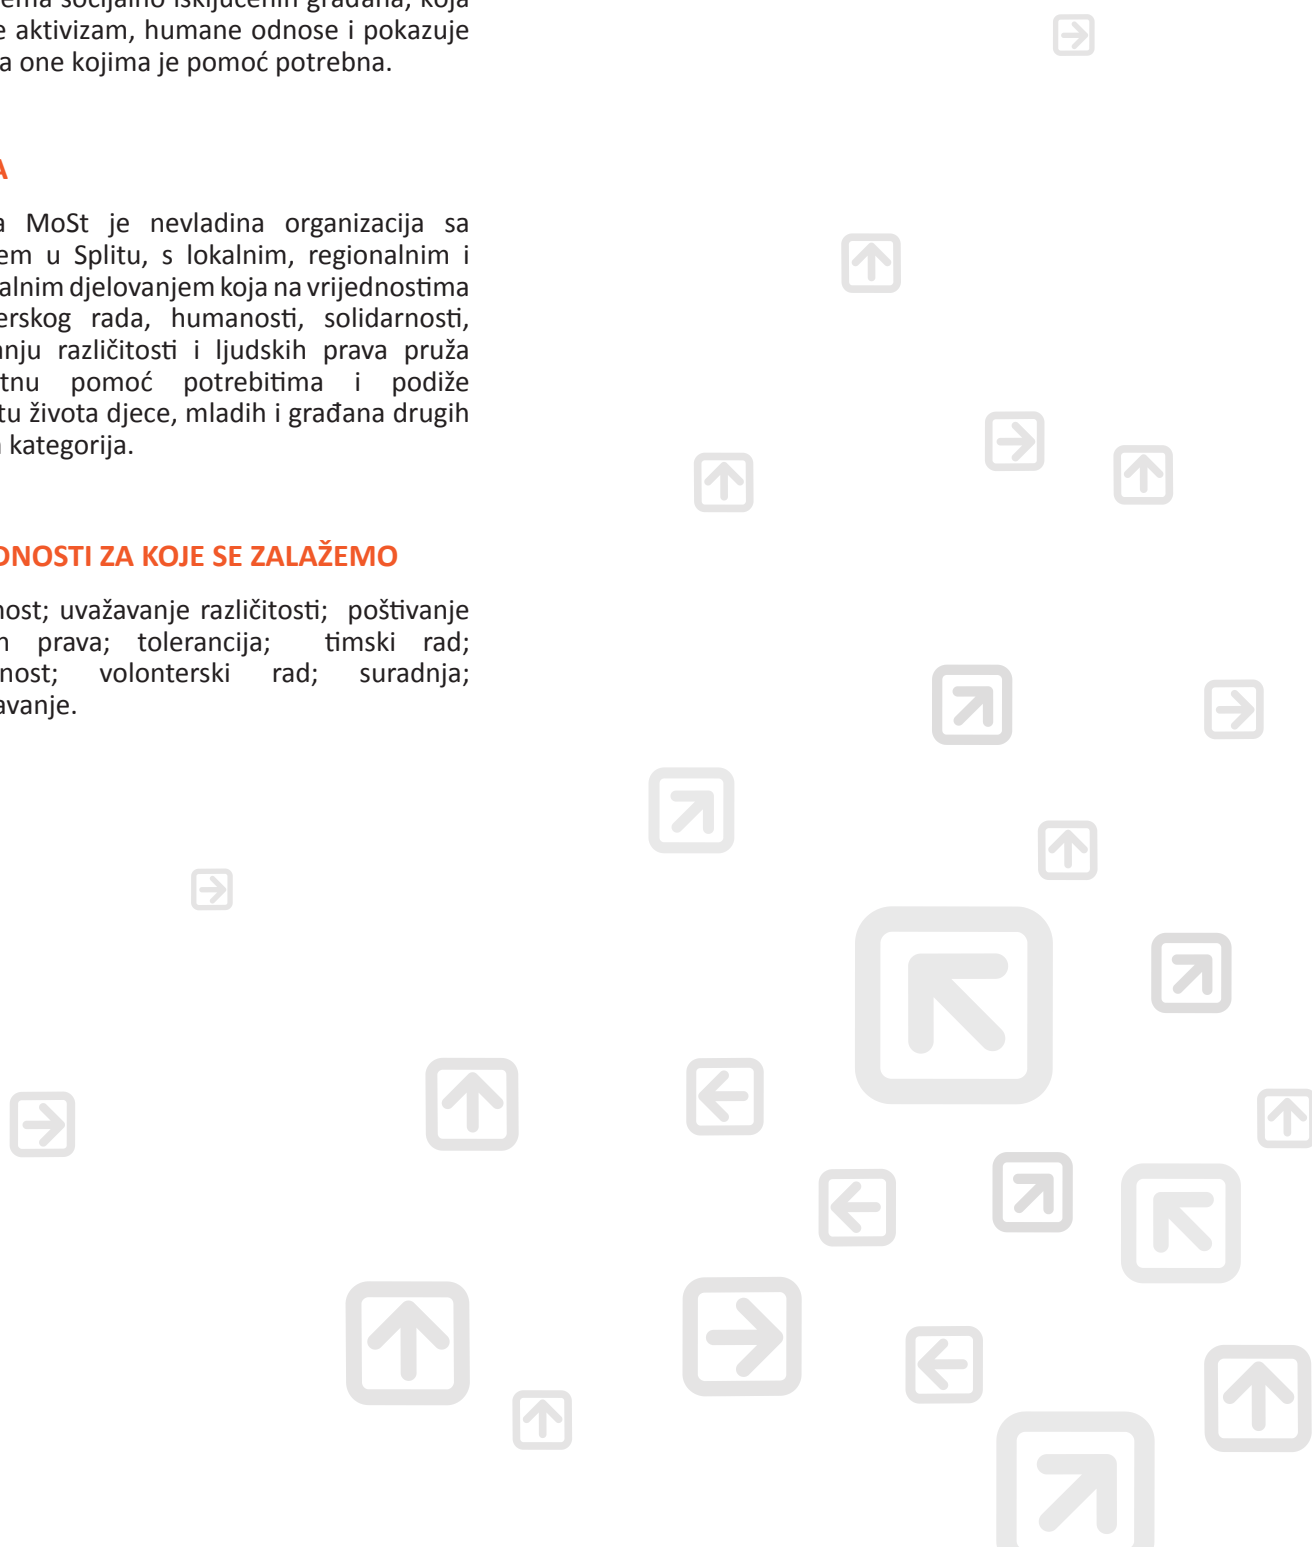 socijalno isključenih građana, koja
aktivizam, humane odnose i pokazuje
one kojima je pomoć potrebna.
A
MoSt je nevladina organizacija sa
em u Splitu, s lokalnim, regionalnim i
alnim djelovanjem koja na vrijednostima
erskog rada, humanosti, solidarnosti,
anju različitosti i ljudskih prava pruža
tnu pomoć potrebitima i podiže
tu života djece, mladih i građana drugih
kategorija.
DNOSTI ZA KOJE SE ZALAŽEMO
nost; uvažavanje različitosti; poštivanje
prava; tolerancija; timski rad;
nost; volonterski rad; suradnja;
avanje.